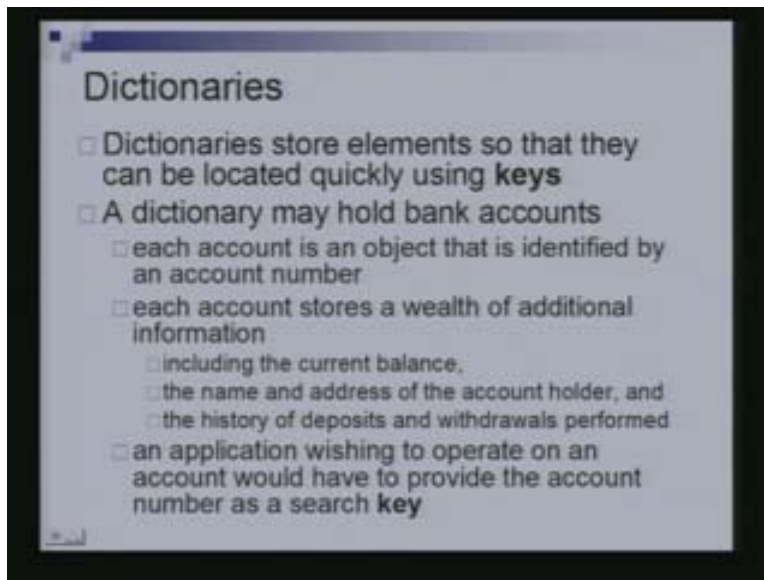 Dictionaries
Dictionaries store elements so that they
can be located quickly using keys
A dictionary may hold bank accounts
each account is an object that is identified by
an account number
each account stores a wealth of additional
information
including the current balance,
the name and address of the account holder, and
the history of deposits and withdrawals performed
an application wishing to operate on an
account would have to provide the account
number as a search key